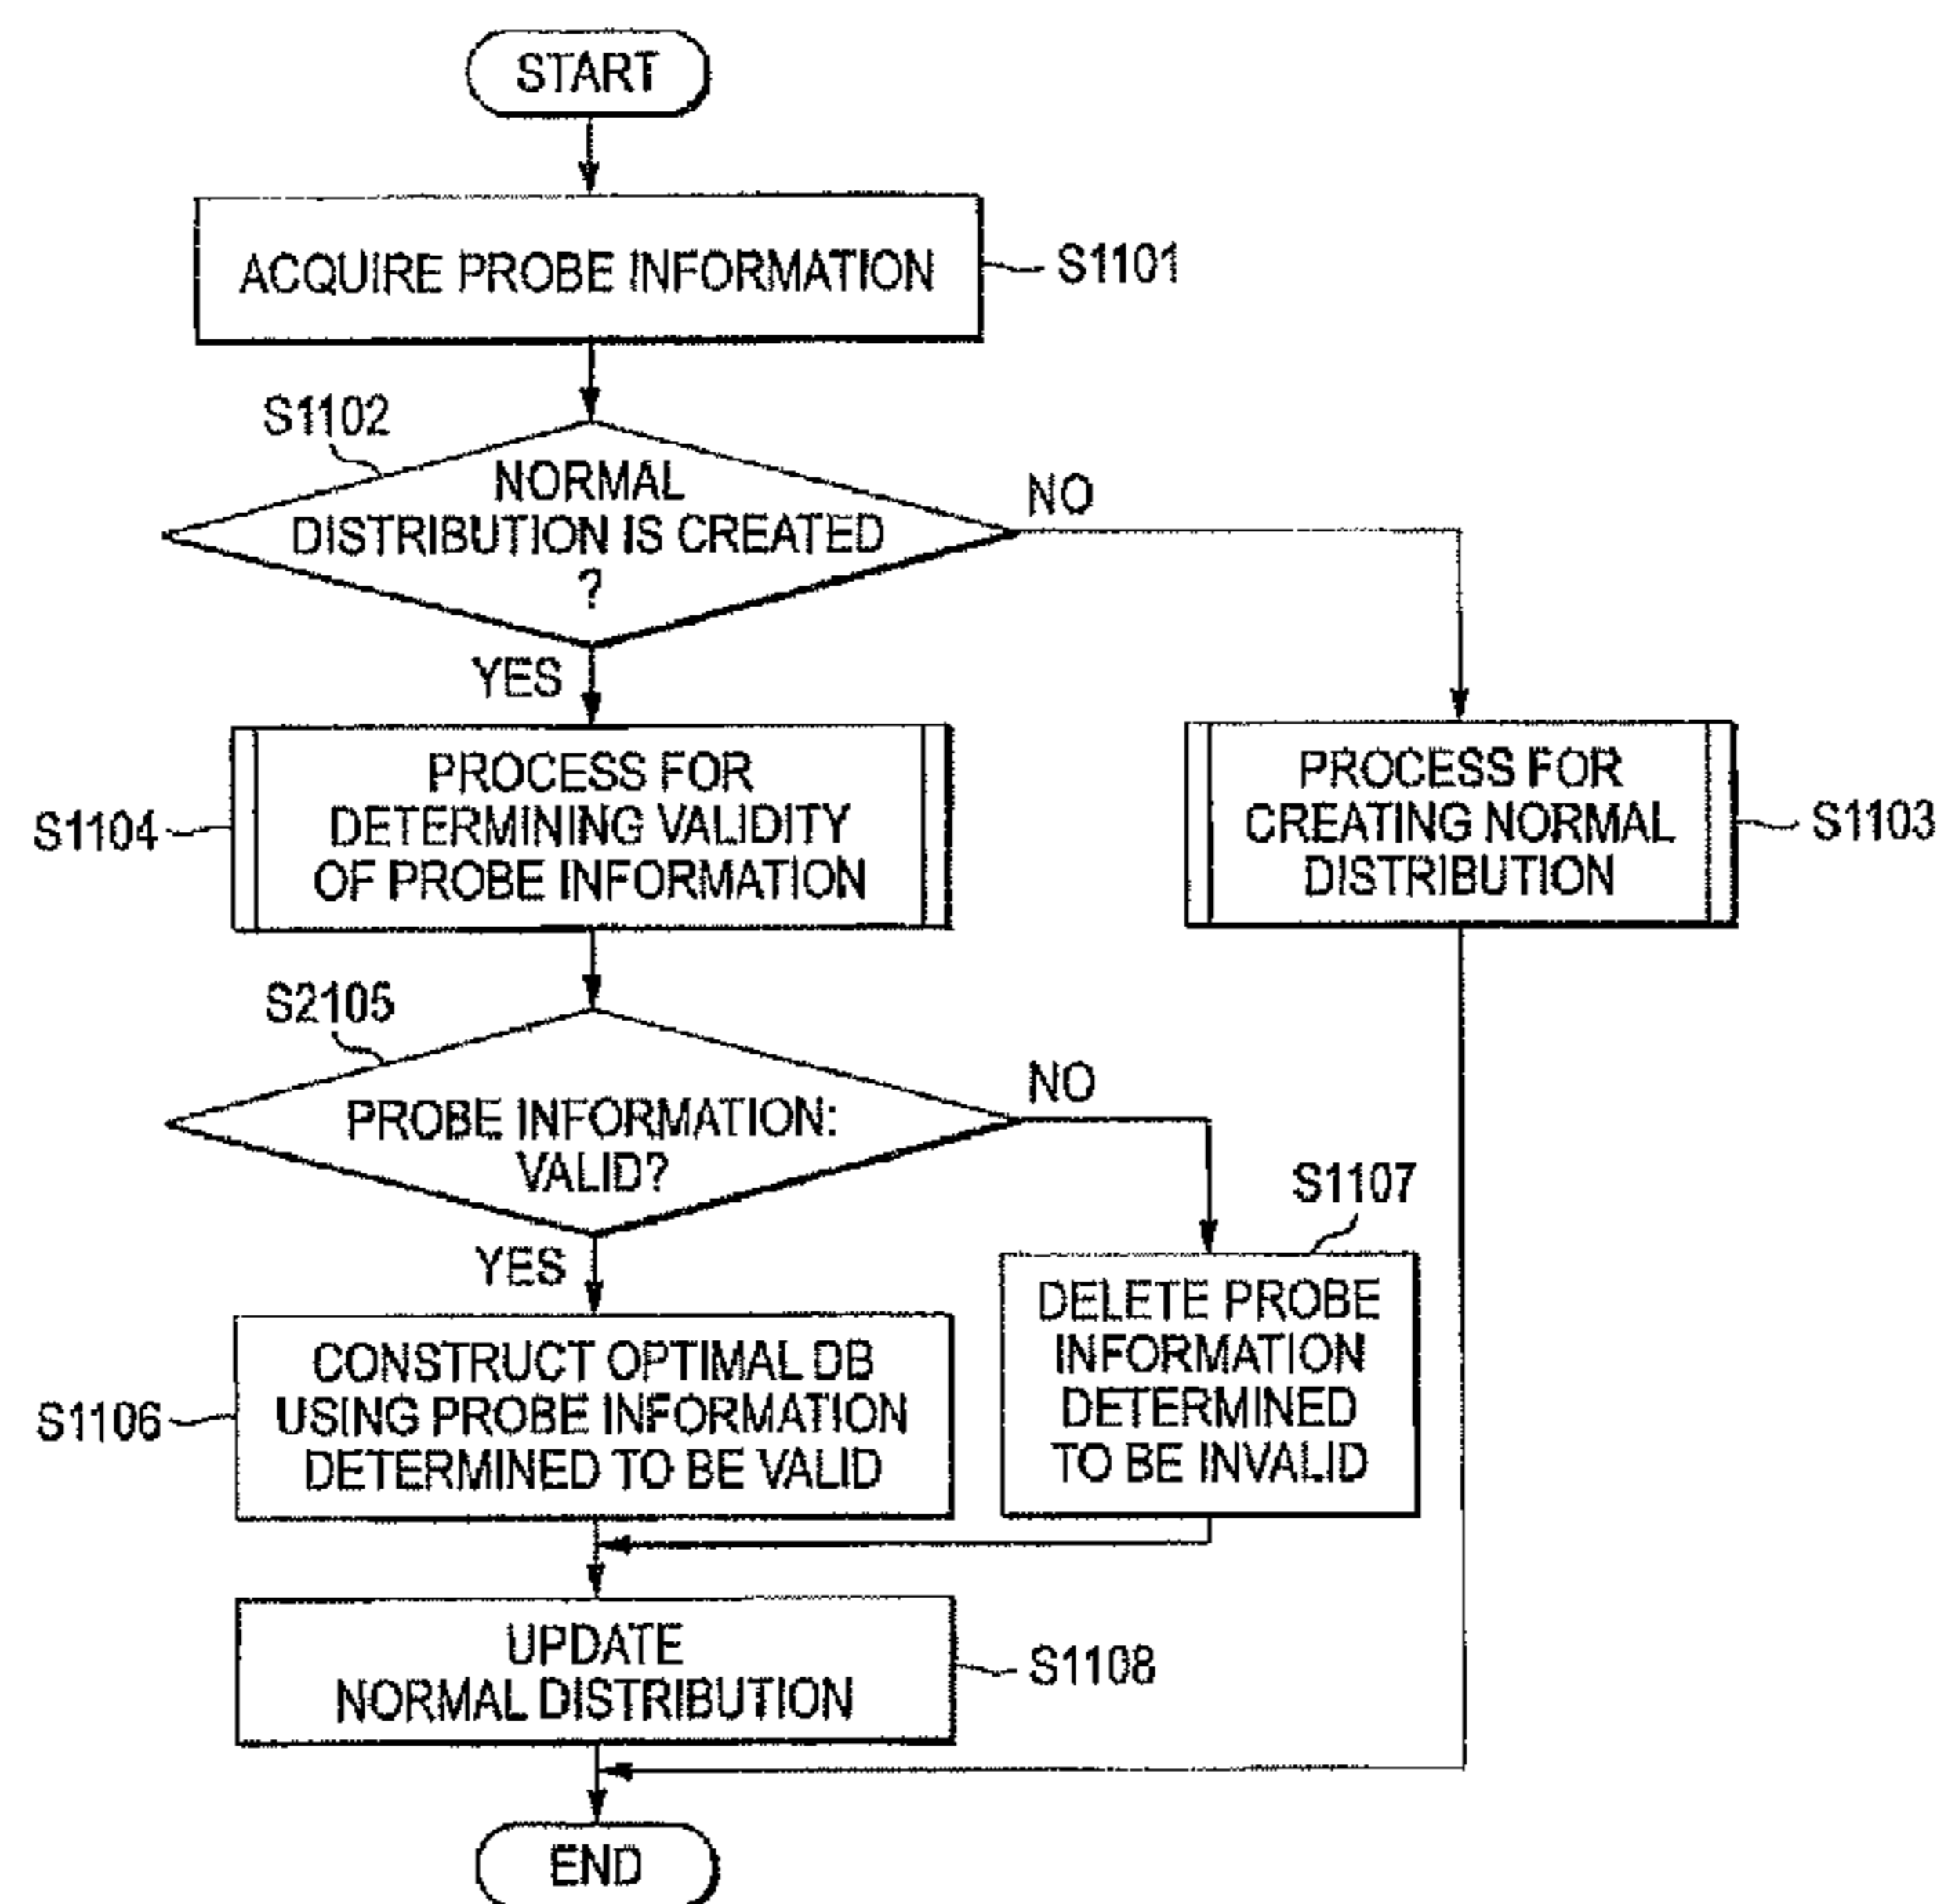 START
ACQUIRE PROBE INFORMATION
S1101
S1102
NORMAL
DISTRIBUTION IS CREATED
?
NO
YES
S1104
PROCESS FOR
DETERMINING VALIDITY
OF PROBE INFORMATION
PROCESS FOR
CREATING NORMAL
DISTRIBUTION
S1103
S2105
PROBE INFORMATION:
VALID?
NO
YES
S1107
DELETE PROBE
INFORMATION
DETERMINED
TO BE INVALID
S1106
CONSTRUCT OPTIMAL DB
USING PROBE INFORMATION
DETERMINED TO BE VALID
UPDATE
NORMAL DISTRIBUTION
S1108
END